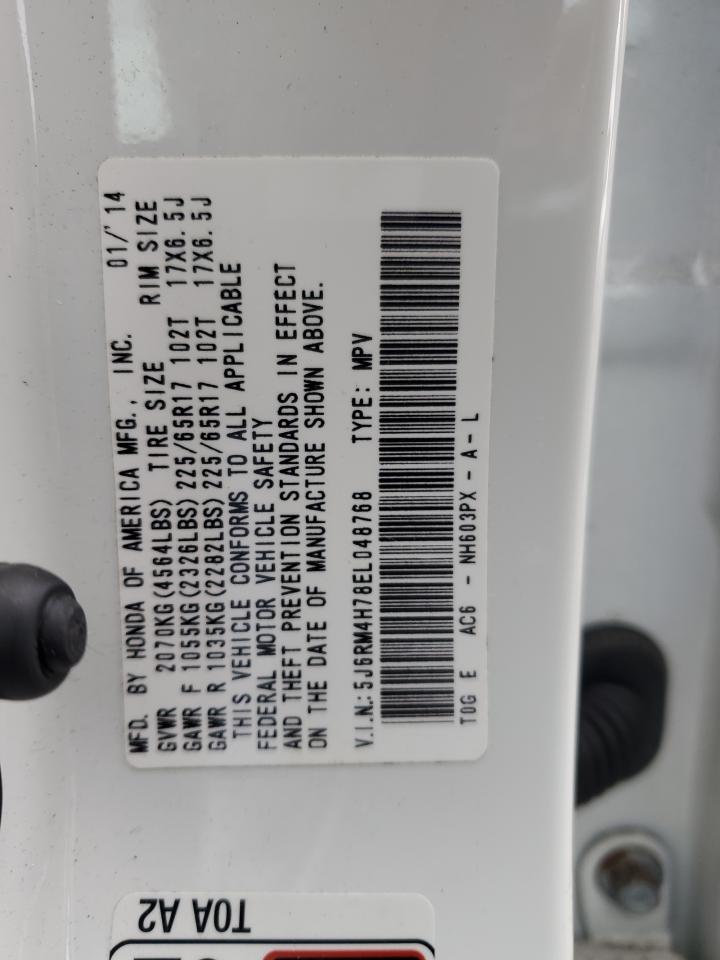 MFD. BY HONDA OF AMERICA MFG., INC. 01/'14
GVWR 2070KG(4564LBS) TIRE SIZE RIM SIZE
GAWR F 1055KG(2326LBS) 225/65R17 102T 17X6.5J
GAWR R 1035KG(2282LBS) 225/65R17 102T 17X6.5J
THIS VEHICLE CONFORMS TO ALL APPLICABLE
FEDERAL MOTOR VEHICLE SAFETY
AND THEFT PREVENTION STANDARDS IN EFFECT
ON THE DATE OF MANUFACTURE SHOWN ABOVE.
V.I.N.: 5J6RM4H78EL048768 TYPE: MPV
T0G E AC6 - NH603PX - A - L
T0A A2